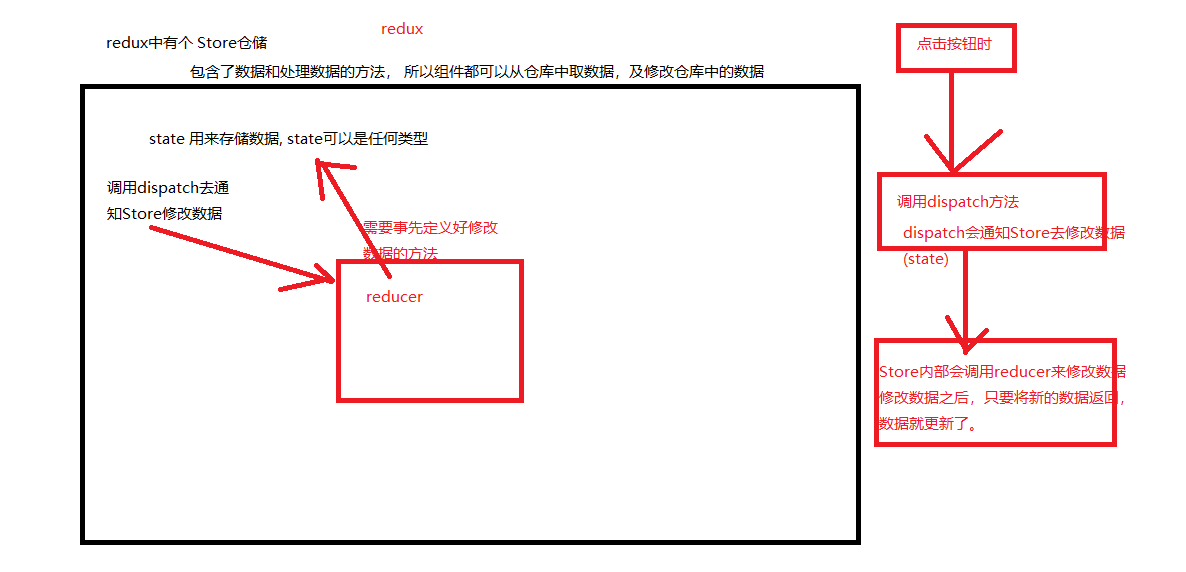 redux
redux中有个 Store仓储
包含了数据和处理数据的方法， 所以组件都可以从仓库中取数据，及修改仓库中的数据
state 用来存储数据, state可以是任何类型
调用dispatch去通
知Store修改数据
需要事先定义好修改
数据的方法
reducer
点击按钮时
调用dispatch方法
dispatch会通知Store去修改数据
(state)
Store内部会调用reducer来修改数据
修改数据之后，只要将新的数据返回，
数据就更新了。